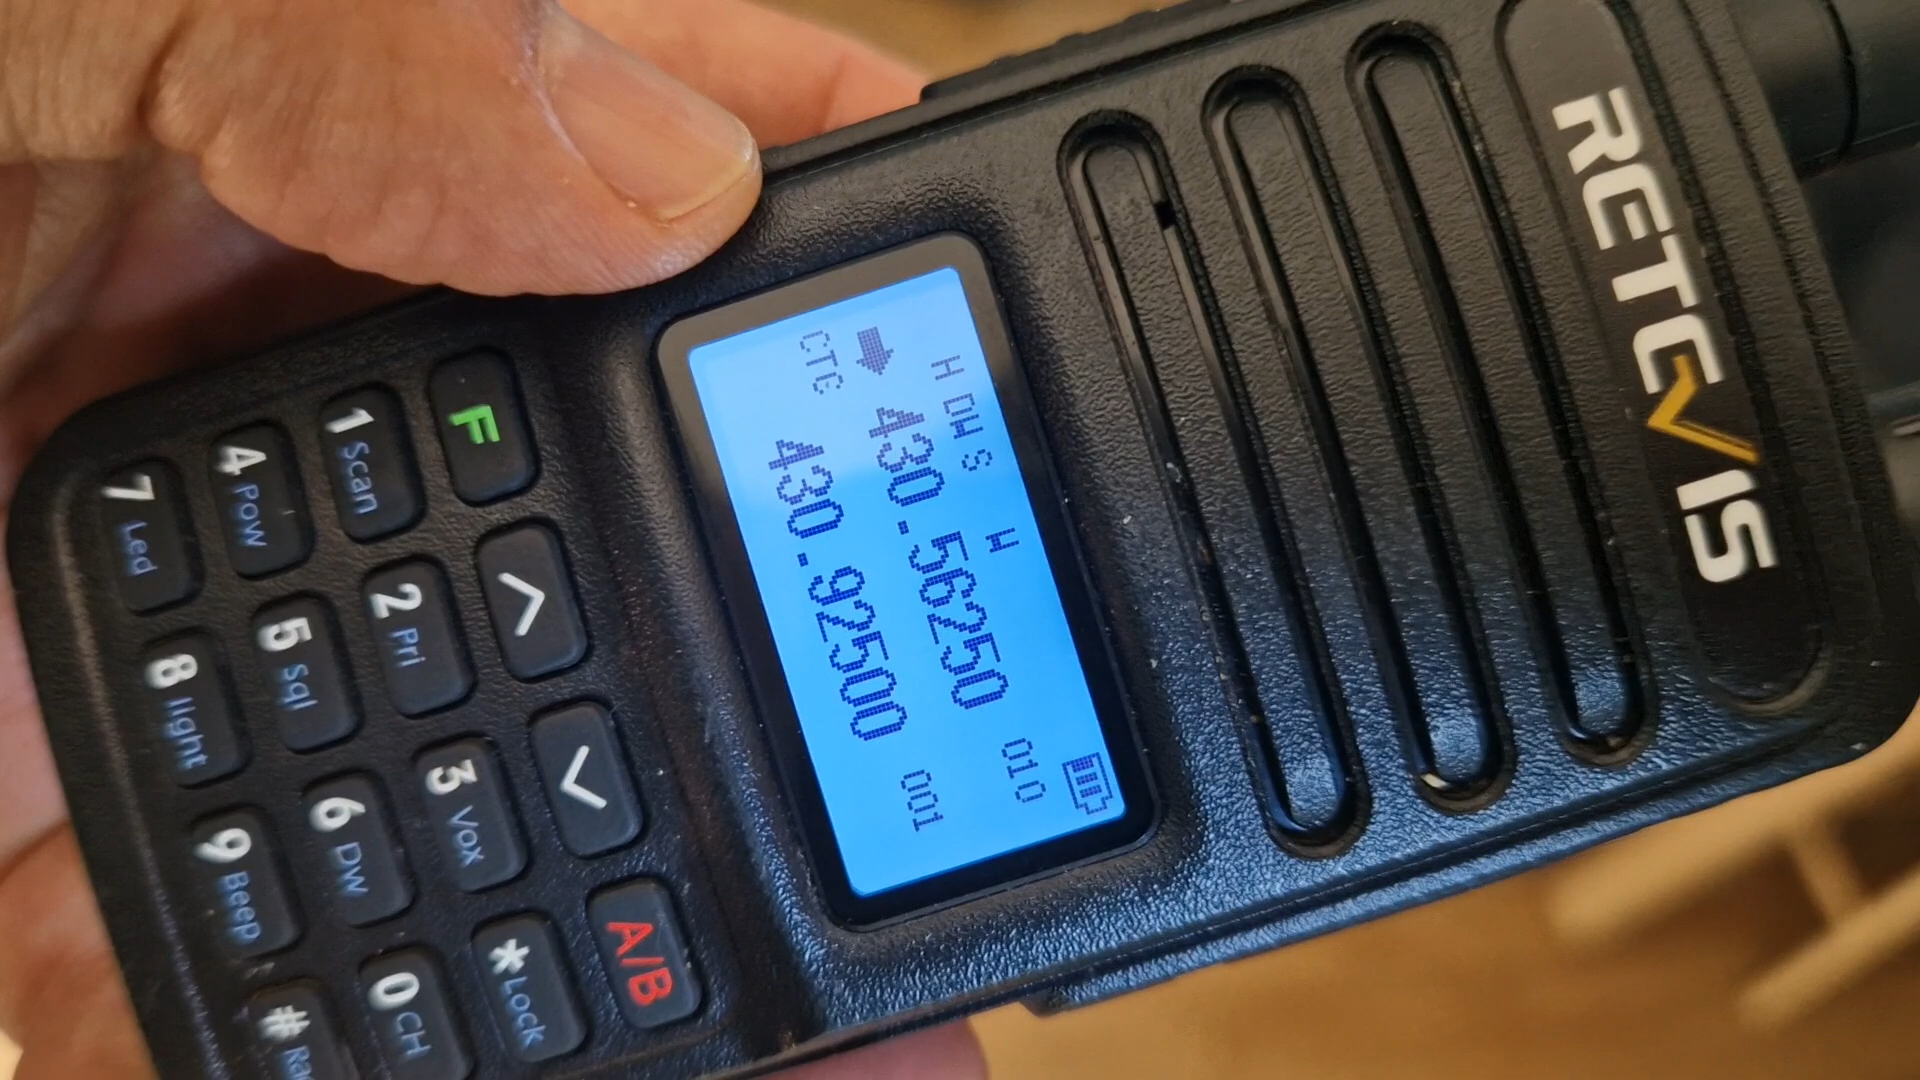 RETEVIS
H DW S H
430.56250 010
CTC 430.92500 001
F A/B
1 Scan 2 Pri 3 Vox * Lock
4 Pow 5 Sql 6 DW 0 CH
7 Led 8 light 9 Beep #